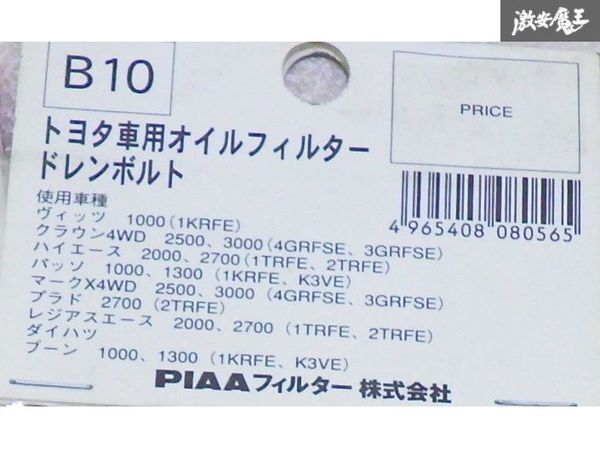 激安魔王
B10
PRICE
トヨタ車用オイルフィルター
ドレンボルト
4 965408 080565
使用車種
ヴィッツ 1000(1KRFE)
クラウン4WD 2500、3000(4GRFSE、3GRFSE)
ハイエース 2000、2700(1TRFE、2TRFE)
パッソ 1000、1300(1KRFE、K3VE)
マークX4WD 2500、3000(4GRFSE、3GRFSE)
プラド 2700(2TRFE)
レジアスエース 2000、2700(1TRFE、2TRFE)
ダイハツ
ブーン 1000、1300(1KRFE、K3VE)
PIAAフィルター 株式会社